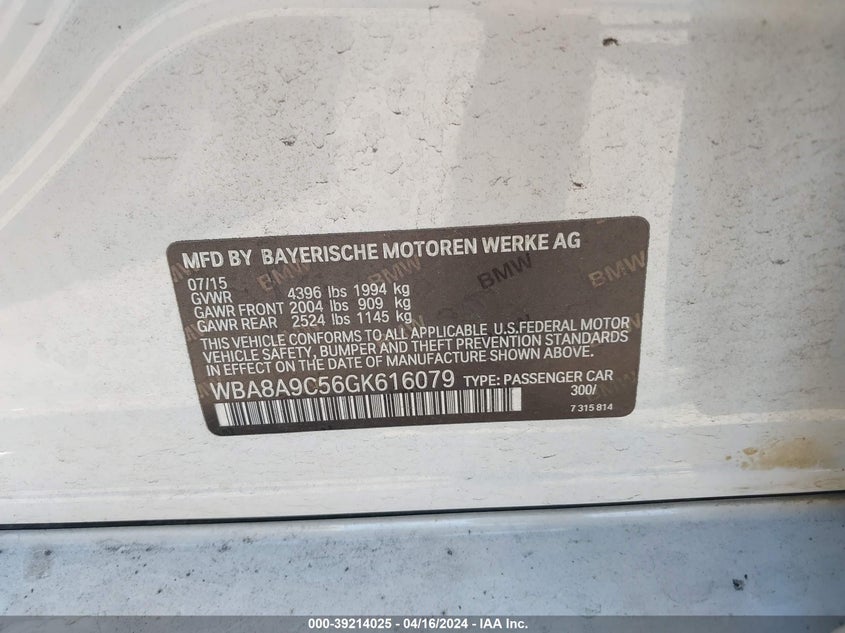 MFD BY BAYERISCHE MOTOREN WERKE AG
07/15
GVWR 4396 lbs 1994 kg
GAWR FRONT 2004 lbs 909 kg
GAWR REAR 2524 lbs 1145 kg
THIS VEHICLE CONFORMS TO ALL APPLICABLE U.S.FEDERAL MOTOR
VEHICLE SAFETY, BUMPER AND THEFT PREVENTION STANDARDS
IN EFFECT ON THE DATE OF MANUFACTURE SHOWN ABOVE.
WBA8A9C56GK616079 TYPE: PASSENGER CAR
300/
7 315 814
BMW
BMW
000-39214025 - 04/16/2024 - IAA Inc.